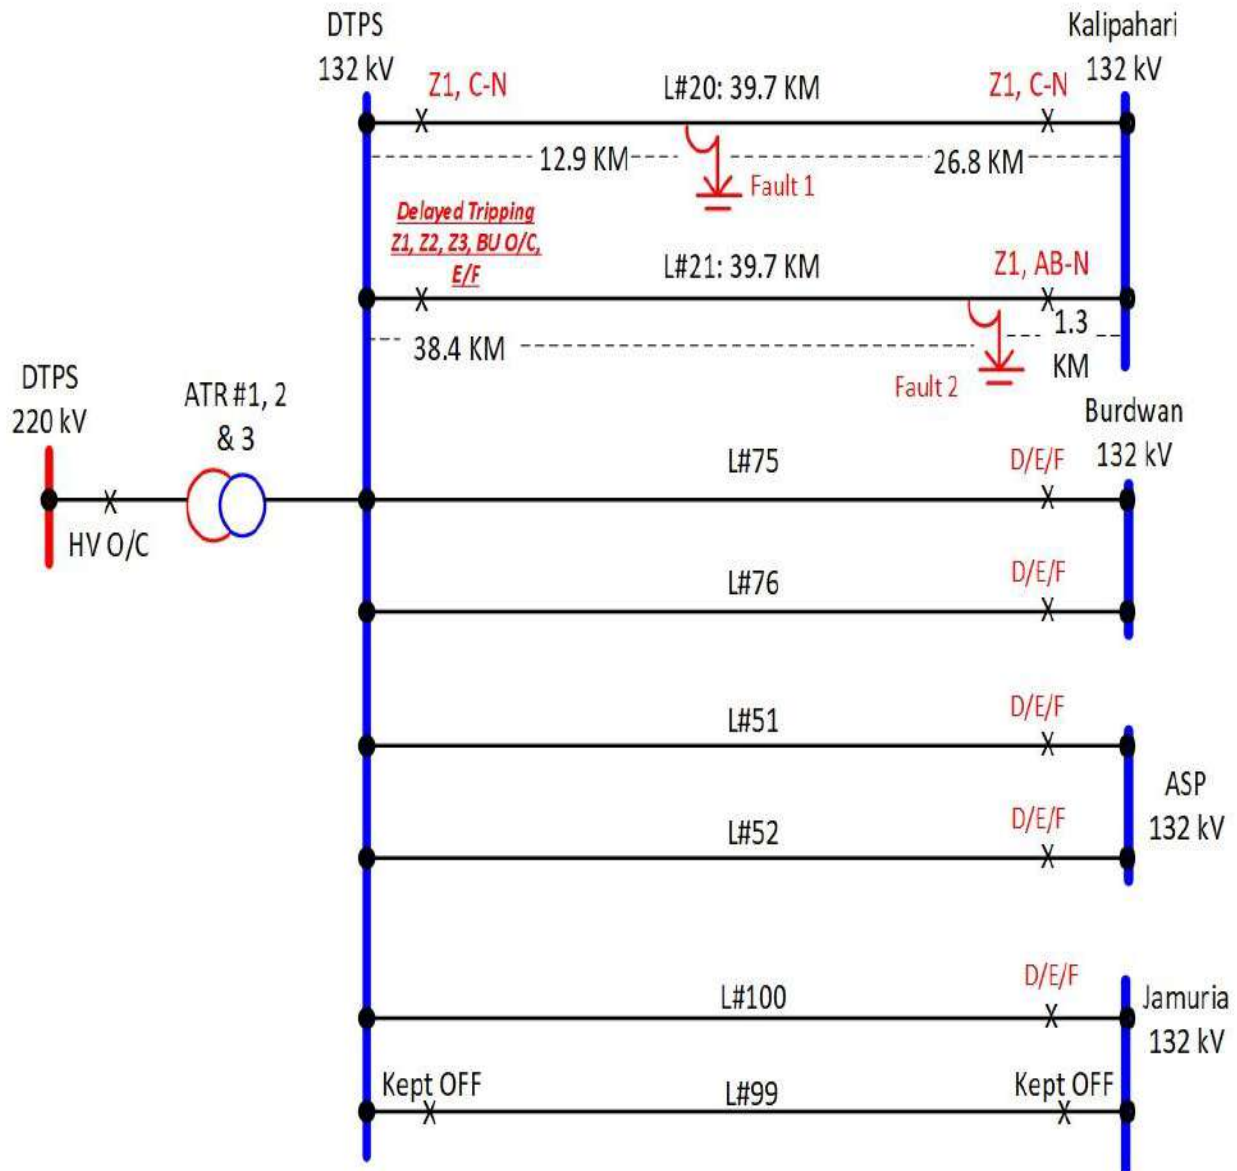 DTPS
132 kV
Kalipahari
132 kV
Z1, C-N
L#20: 39.7 KM
Z1, C-N
12.9 KM
26.8 KM
Fault 1
Delayed Tripping
Z1, Z2, Z3, BU O/C,
E/F
L#21: 39.7 KM
Z1, AB-N
38.4 KM
1.3
KM
Fault 2
DTPS
220 kV
ATR #1, 2
& 3
HV O/C
Burdwan
132 kV
L#75
D/E/F
L#76
D/E/F
L#51
D/E/F
ASP
132 kV
L#52
D/E/F
L#100
D/E/F
Jamuria
132 kV
Kept OFF
L#99
Kept OFF